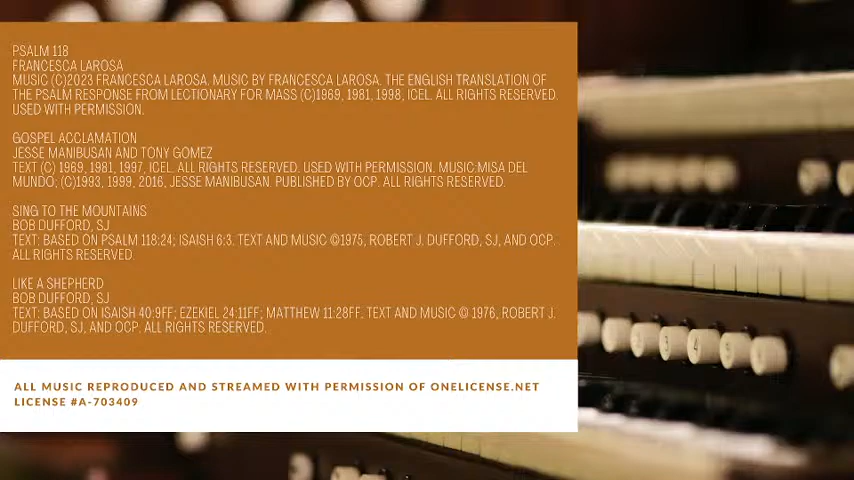 PSALM 118
FRANCESCA LAROSA
MUSIC (C)2023 FRANCESCA LAROSA. MUSIC BY FRANCESCA LAROSA. THE ENGLISH TRANSLATION OF
THE PSALM RESPONSE FROM LECTIONARY FOR MASS (C)1969, 1981, 1998, ICEL. ALL RIGHTS RESERVED.
USED WITH PERMISSION.
GOSPEL ACCLAMATION
JESSE MANIBUSAN AND TONY GOMEZ
TEXT (C) 1969, 1981, 1997, ICEL. ALL RIGHTS RESERVED. USED WITH PERMISSION. MUSIC:MISA DEL
MUNDO; (C)1993, 1999, 2016, JESSE MANIBUSAN. PUBLISHED BY OCP. ALL RIGHTS RESERVED.
SING TO THE MOUNTAINS
BOB DUFFORD, SJ
TEXT: BASED ON PSALM 118:24; ISAISH 6:3. TEXT AND MUSIC ©1975, ROBERT J. DUFFORD, SJ, AND OCP.
ALL RIGHTS RESERVED.
LIKE A SHEPHERD
BOB DUFFORD, SJ
TEXT: BASED ON ISAISH 40:9FF; EZEKIEL 24:11FF; MATTHEW 11:28FF. TEXT AND MUSIC © 1976, ROBERT J.
DUFFORD, SJ, AND OCP. ALL RIGHTS RESERVED.
ALL MUSIC REPRODUCED AND STREAMED WITH PERMISSION OF ONELICENSE.NET
LICENSE #A-703409
3 4